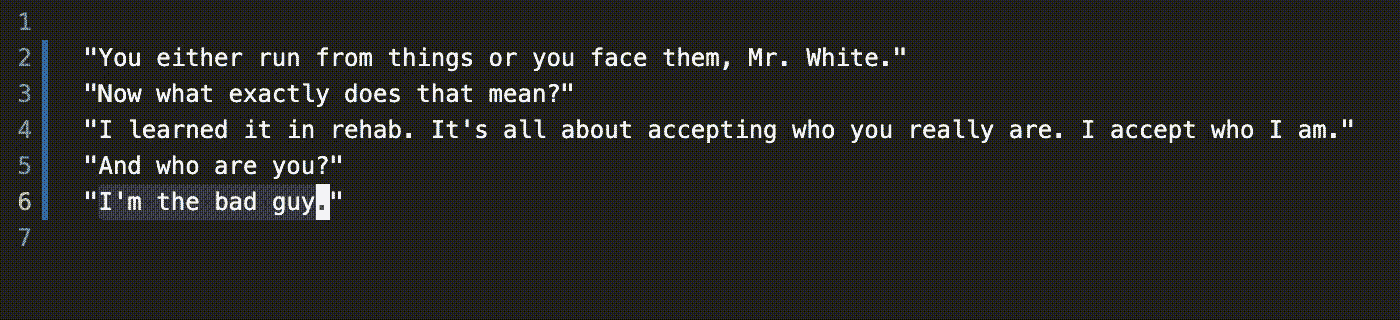 1
2 "You either run from things or you face them, Mr. White."
3 "Now what exactly does that mean?"
4 "I learned it in rehab. It's all about accepting who you really are. I accept who I am."
5 "And who are you?"
6 "I'm the bad guy."
7